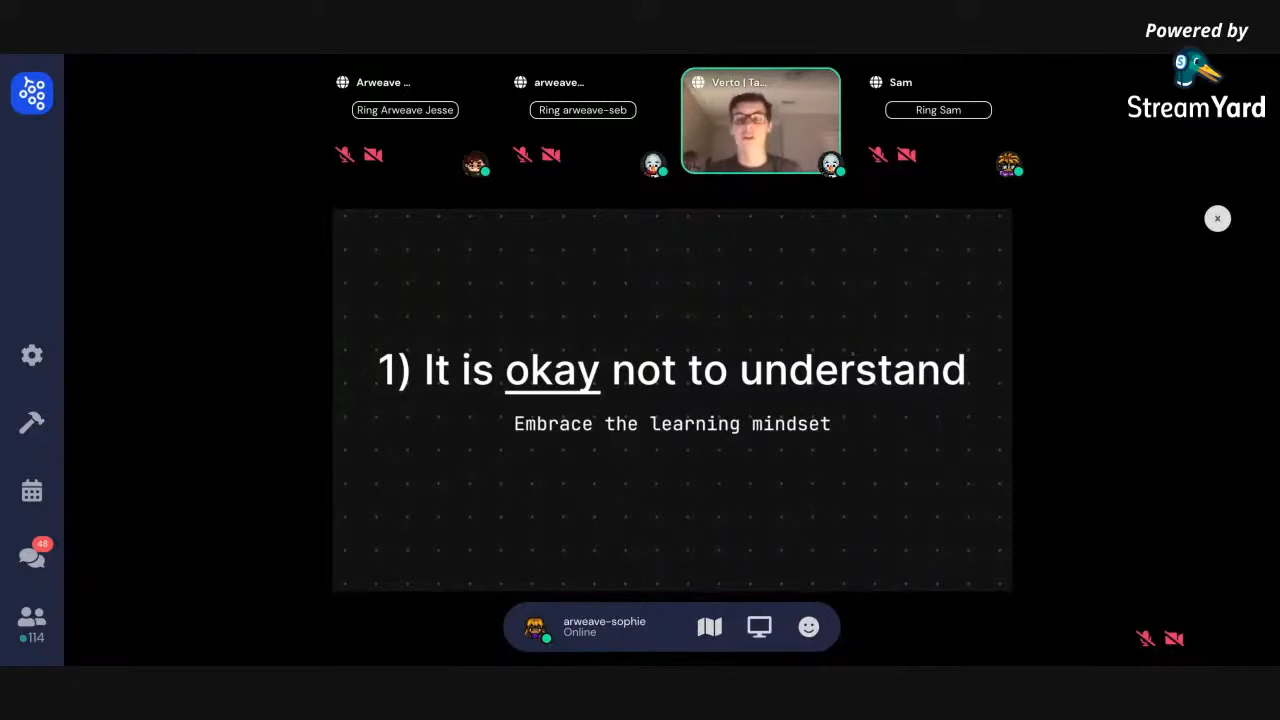 Powered by
StreamYard
Arweave ...
Ring Arweave Jesse
arweave...
Ring arweave-seb
Verto | Ta...
Sam
Ring Sam
1) It is okay not to understand
Embrace the learning mindset
48
114
arweave-sophie
Online